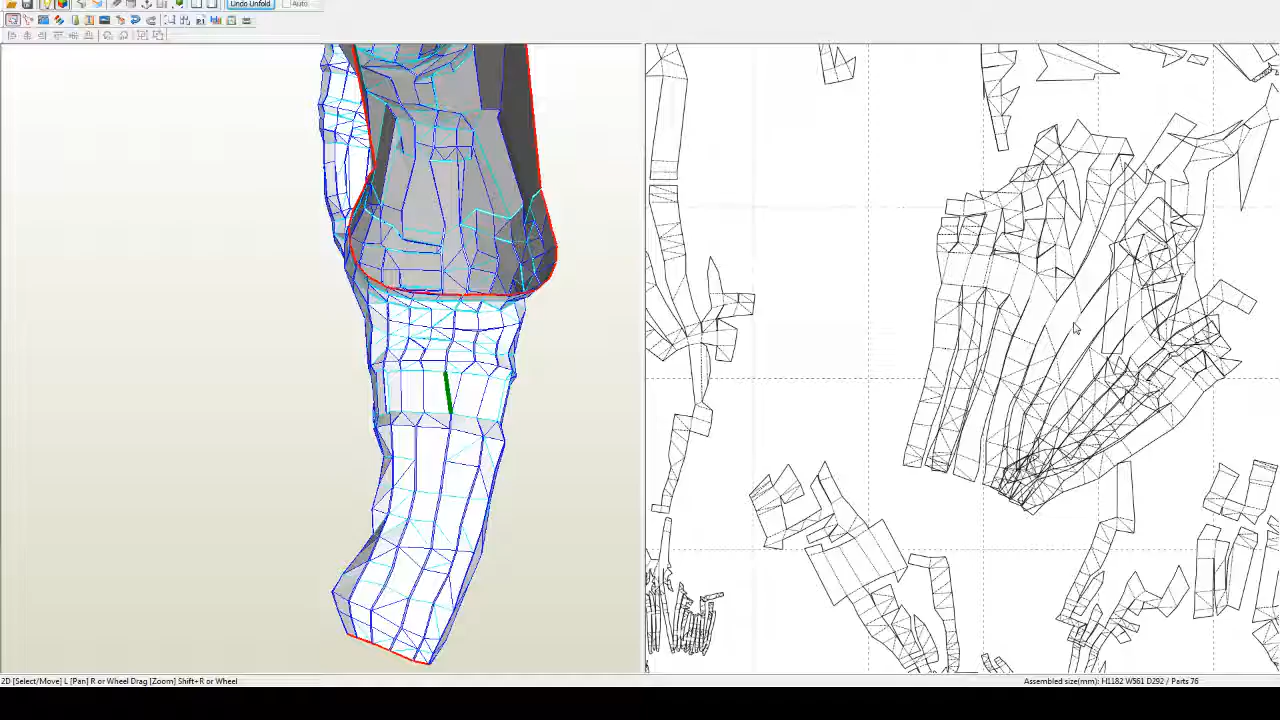 Undo Unfold
Auto
2D [Select/Move] L [Pan] R or Wheel Drag [Zoom] Shift+R or Wheel
Assembled size(mm): H1182 W561 D292 / Parts 76